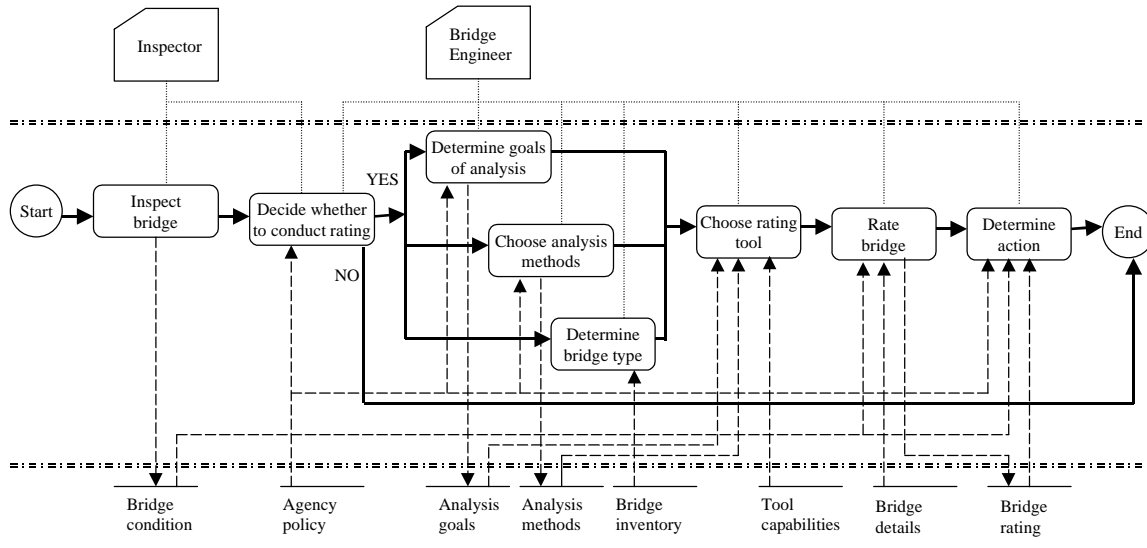 Inspector
Bridge
Engineer
Start
Inspect
bridge
Decide whether
to conduct rating
YES
NO
Determine goals
of analysis
Choose analysis
methods
Determine
bridge type
Choose rating
tool
Rate
bridge
Determine
action
End
Bridge
condition
Agency
policy
Analysis
goals
Analysis
methods
Bridge
inventory
Tool
capabilities
Bridge
details
Bridge
rating